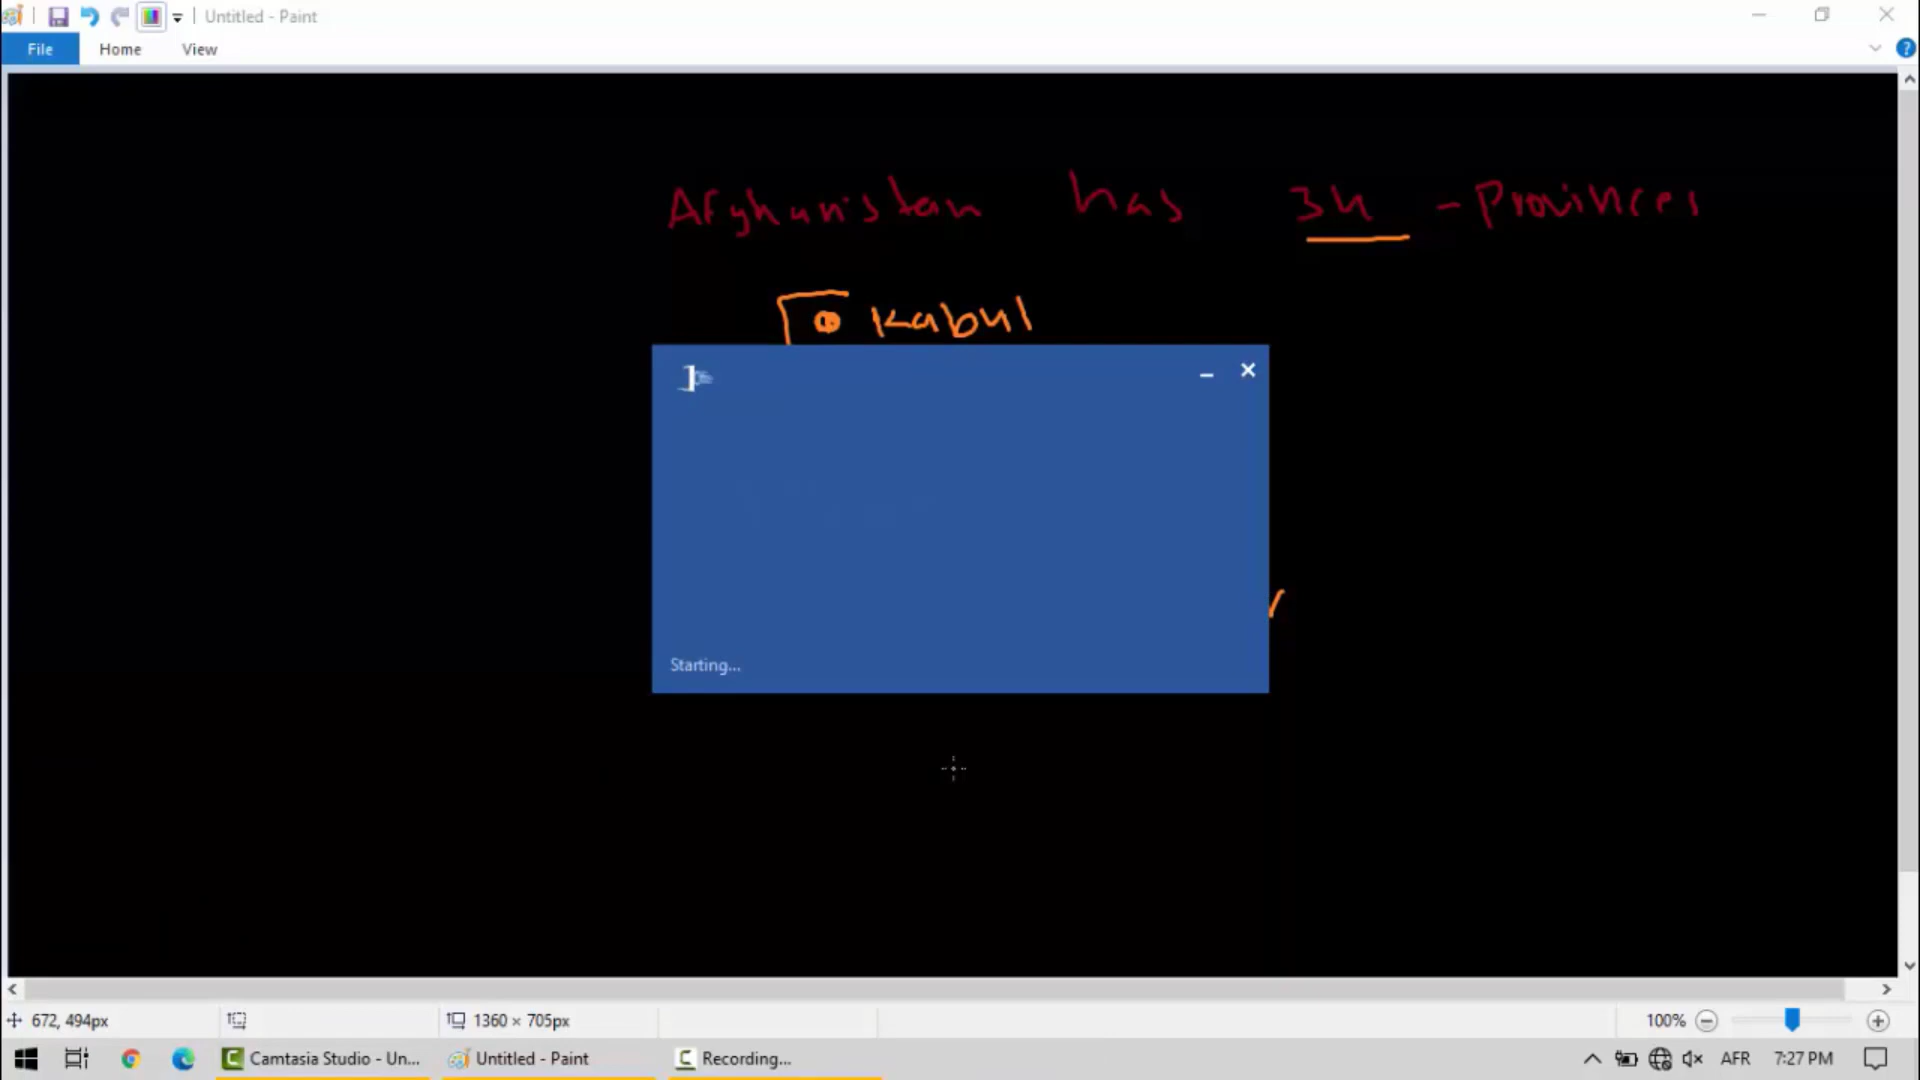 Untitled - Paint
File Home View
Afghanistan has 34 - Provinces
Kabul
Starting...
672, 494px 1360 × 705px 100%
Camtasia Studio - Un... Untitled - Paint Recording... AFR 7:27 PM